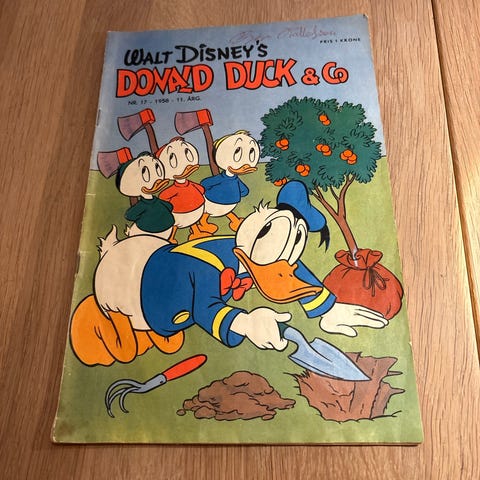 PRIS 1 KRONE
WALT DISNEY'S
DONALD DUCK & Co
NR. 17 - 1958 - 11. ÅRG.